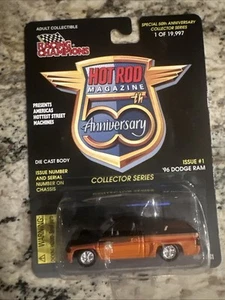 ADULT COLLECTIBLE
RACING
CHAMPIONS
SPECIAL 50th ANNIVERSARY
COLLECTOR SERIES
1 OF 19,997
HOT ROD
MAGAZINE
50th
Anniversary
PRESENTS
AMERICAS
HOTTEST STREET
MACHINES
DIE CAST BODY
ISSUE NUMBER
AND SERIAL
NUMBER ON
CHASSIS
ISSUE #1
'96 DODGE RAM
COLLECTOR SERIES